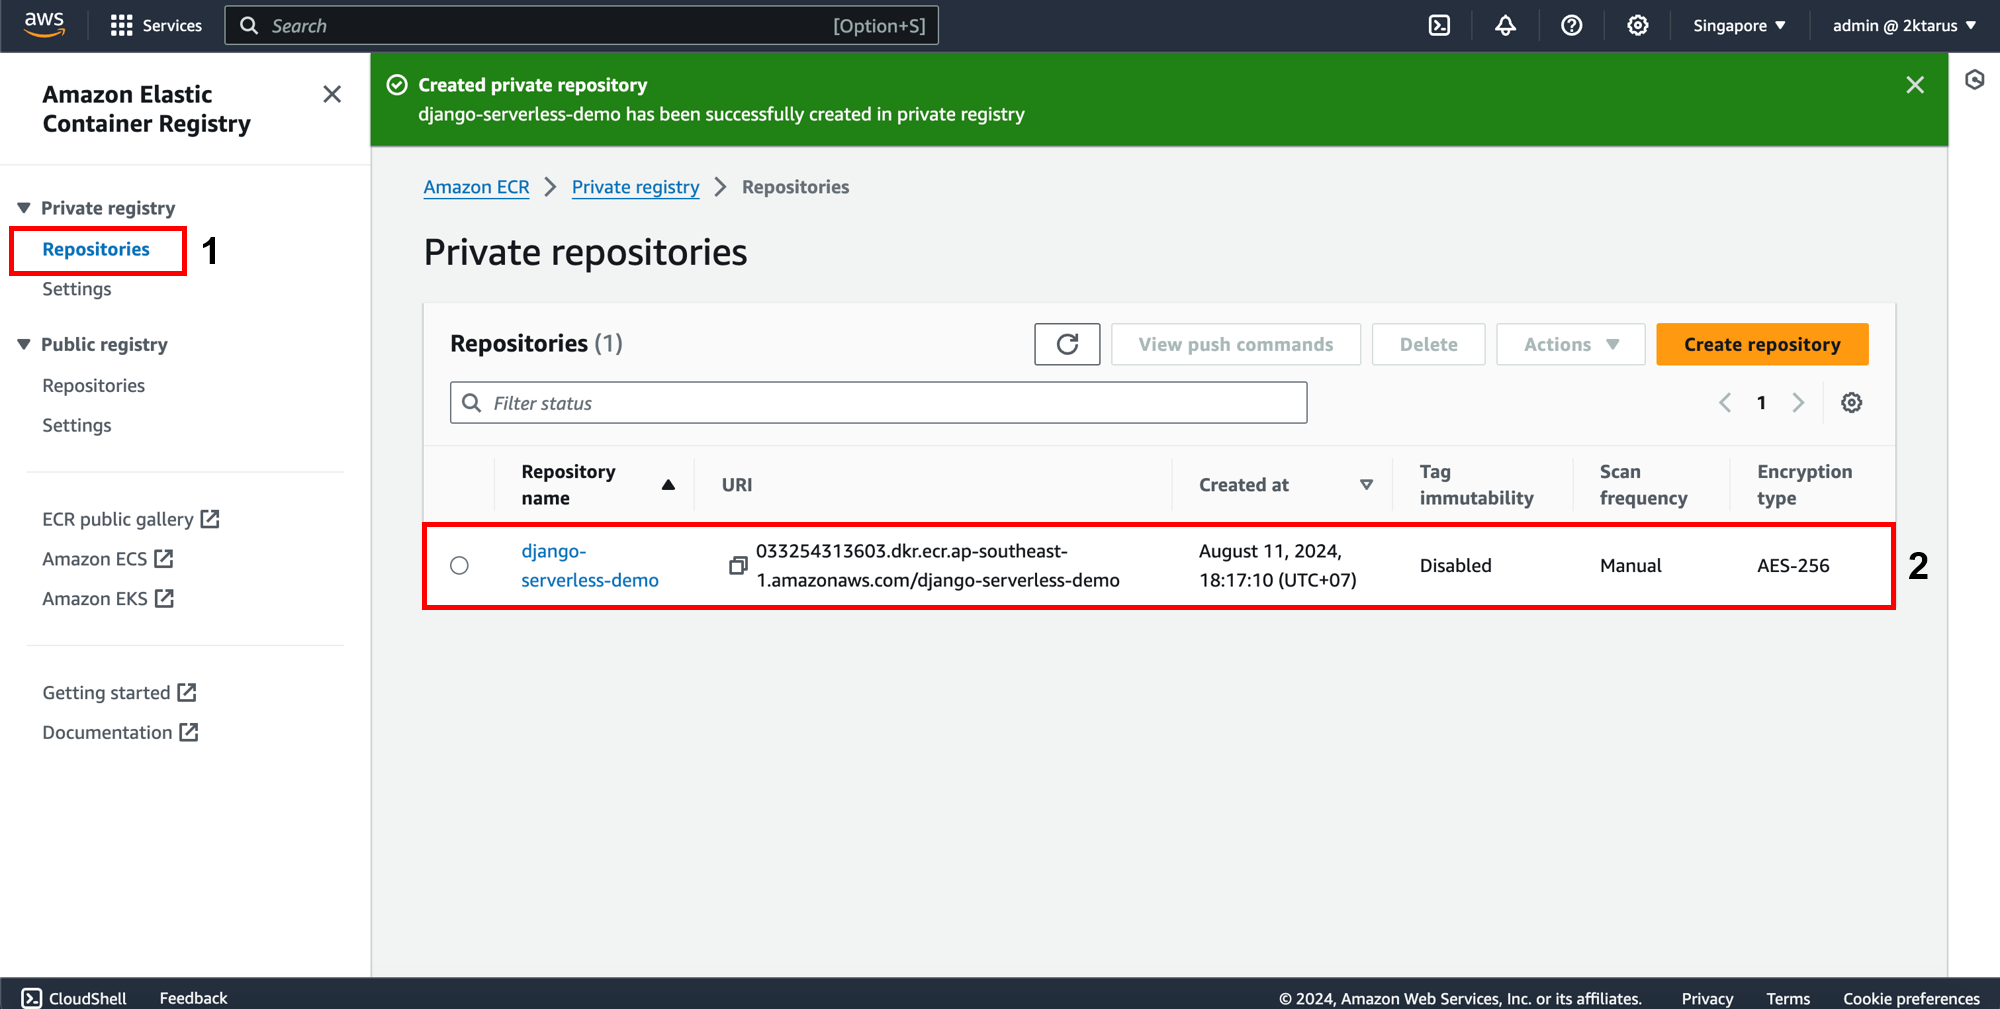 aws
Services
Search
[Option+S]
Singapore
admin @ 2ktarus
Amazon Elastic
Container Registry
Private registry
Repositories
1
Settings
Public registry
Repositories
Settings
ECR public gallery
Amazon ECS
Amazon EKS
Getting started
Documentation
Created private repository
django-serverless-demo has been successfully created in private registry
Amazon ECR
Private registry
Repositories
Private repositories
Repositories (1)
View push commands
Delete
Actions
Create repository
Filter status
1
Repository
name
URI
Created at
Tag
immutability
Scan
frequency
Encryption
type
django-
serverless-demo
033254313603.dkr.ecr.ap-southeast-
1.amazonaws.com/django-serverless-demo
August 11, 2024,
18:17:10 (UTC+07)
Disabled
Manual
AES-256
2
CloudShell
Feedback
© 2024, Amazon Web Services, Inc. or its affiliates.
Privacy
Terms
Cookie preferences